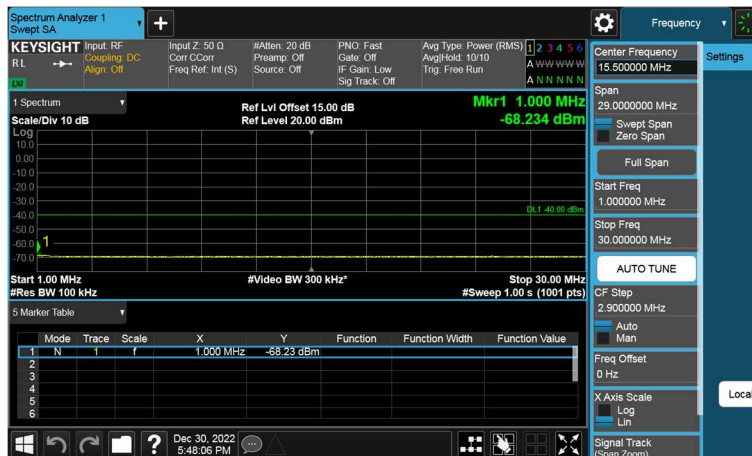 Spectrum Analyzer 1
Swept SA
Frequency
KEYSIGHT
RL
Input: RF
Coupling: DC
Align: Off
Input Z: 50 Ω
Corr CCorr
Freq Ref: Int (S)
#Atten: 20 dB
Preamp: Off
Source: Off
PNO: Fast
Gate: Off
IF Gain: Low
Sig Track: Off
Avg Type: Power (RMS)
Avg|Hold: 10/10
Trig: Free Run
1 2 3 4 5 6
A W W W W W
A N N N N N
LXI
1 Spectrum
Scale/Div 10 dB
Ref Lvl Offset 15.00 dB
Ref Level 20.00 dBm
Mkr1 1.000 MHz
-68.234 dBm
Log
10.0
0.00
-10.0
-20.0
-30.0
-40.0
-50.0
-60.0
-70.0
DL1 -40.00 dBm
1
Start 1.00 MHz
#Res BW 100 kHz
#Video BW 300 kHz*
Stop 30.00 MHz
#Sweep 1.00 s (1001 pts)
5 Marker Table
Mode Trace Scale X Y Function Function Width Function Value
1 N 1 f 1.000 MHz -68.23 dBm
2
3
4
5
6
Dec 30, 2022
5:48:06 PM
Center Frequency
15.500000 MHz
Settings
Span
29.0000000 MHz
Swept Span
Zero Span
Full Span
Start Freq
1.000000 MHz
Stop Freq
30.000000 MHz
AUTO TUNE
CF Step
2.900000 MHz
Auto
Man
Freq Offset
0 Hz
X Axis Scale
Log
Lin
Local
Signal Track
(Span Zoom)